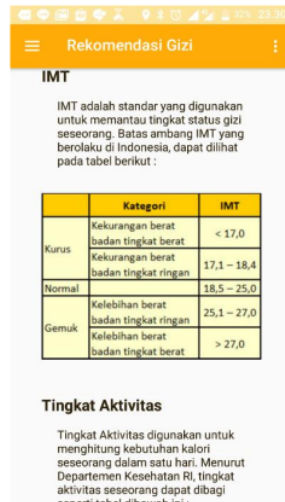 32% 23.30
Rekomendasi Gizi
IMT
IMT adalah standar yang digunakan
untuk memantau tingkat status gizi
seseorang. Batas ambang IMT yang
berolaku di Indonesia, dapat dilihat
pada tabel berikut :
Kategori IMT
Kurus
Kekurangan berat
badan tingkat berat
< 17,0
Kekurangan berat
badan tingkat ringan
17,1 – 18,4
Normal 18,5 – 25,0
Gemuk
Kelebihan berat
badan tingkat ringan
25,1 – 27,0
Kelebihan berat
badan tingkat berat
> 27,0
Tingkat Aktivitas
Tingkat Aktivitas digunakan untuk
menghitung kebutuhan kalori
seseorang dalam satu hari. Menurut
Departemen Kesehatan RI, tingkat
aktivitas seseorang dapat dibagi